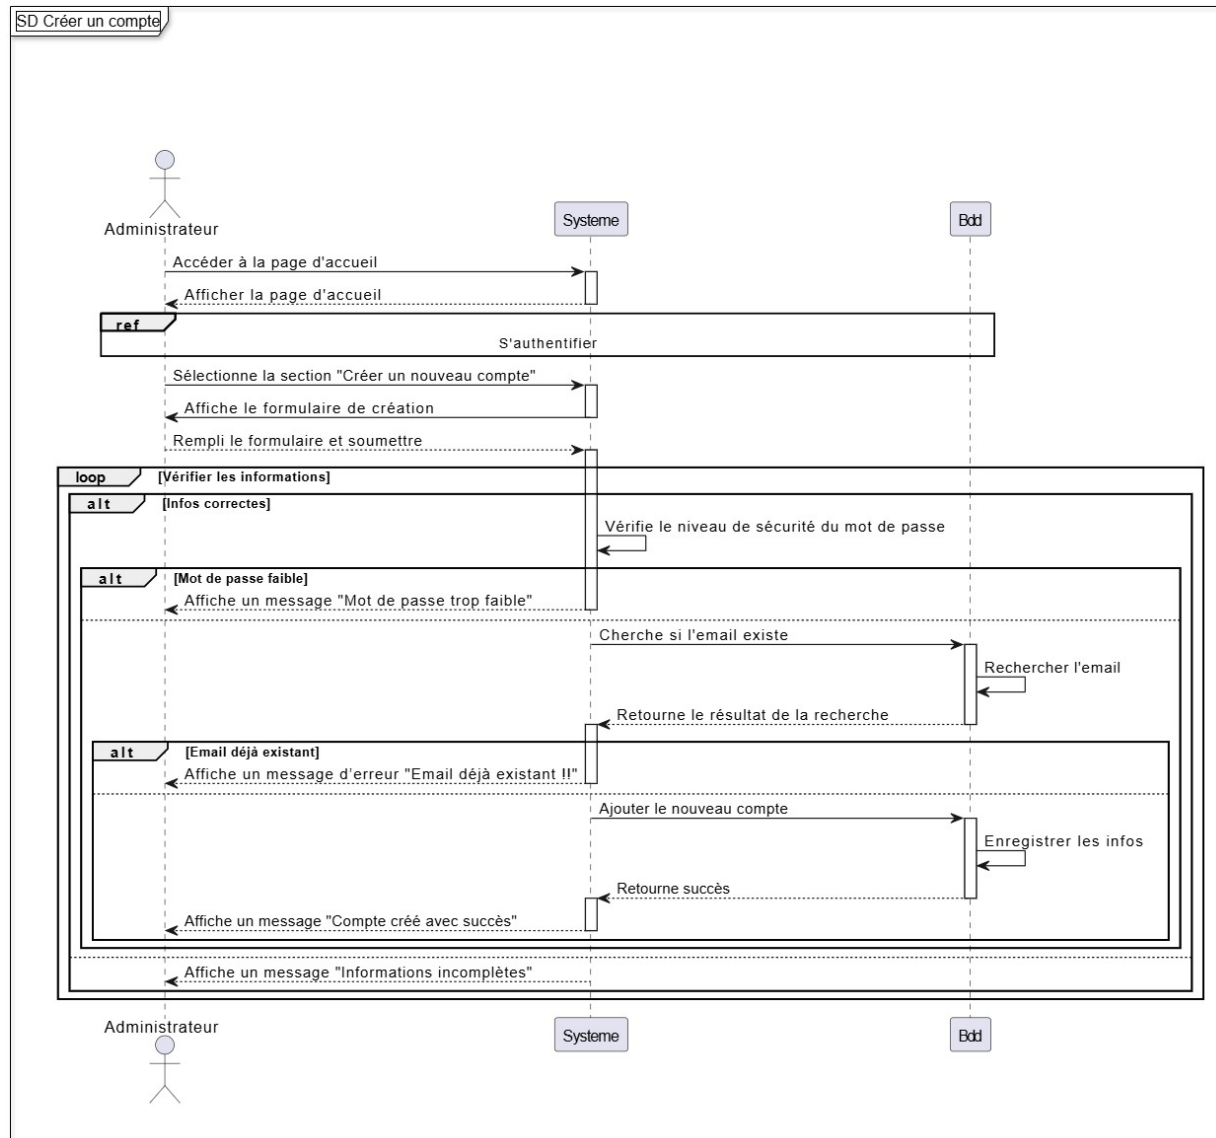 SD Créer un compte
Administrateur
Systeme
Bdd
Accéder à la page d'accueil
Afficher la page d'accueil
ref
S'authentifier
Sélectionne la section "Créer un nouveau compte"
Affiche le formulaire de création
Rempli le formulaire et soumettre
loop [Vérifier les informations]
alt [Infos correctes]
Vérifie le niveau de sécurité du mot de passe
alt [Mot de passe faible]
Affiche un message "Mot de passe trop faible"
Cherche si l'email existe
Rechercher l'email
Retourne le résultat de la recherche
alt [Email déjà existant]
Affiche un message d'erreur "Email déjà existant !!"
Ajouter le nouveau compte
Enregistrer les infos
Retourne succès
Affiche un message "Compte créé avec succès"
Affiche un message "Informations incomplètes"
Administrateur
Systeme
Bdd